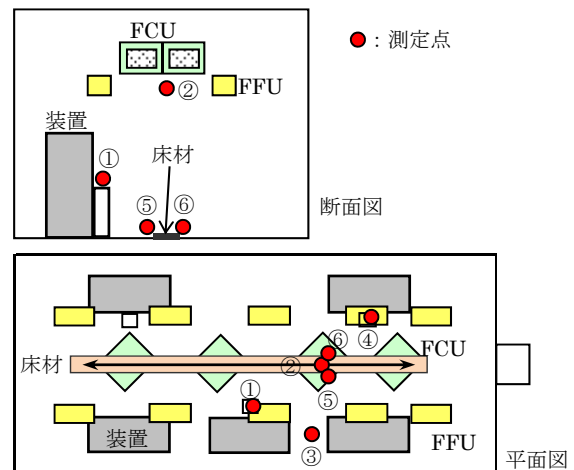 FCU
●：測定点
②
FFU
装置
①
床材
⑤
⑥
断面図
⑥
④
FCU
床材
②
①
⑤
装置
③
FFU
平面図